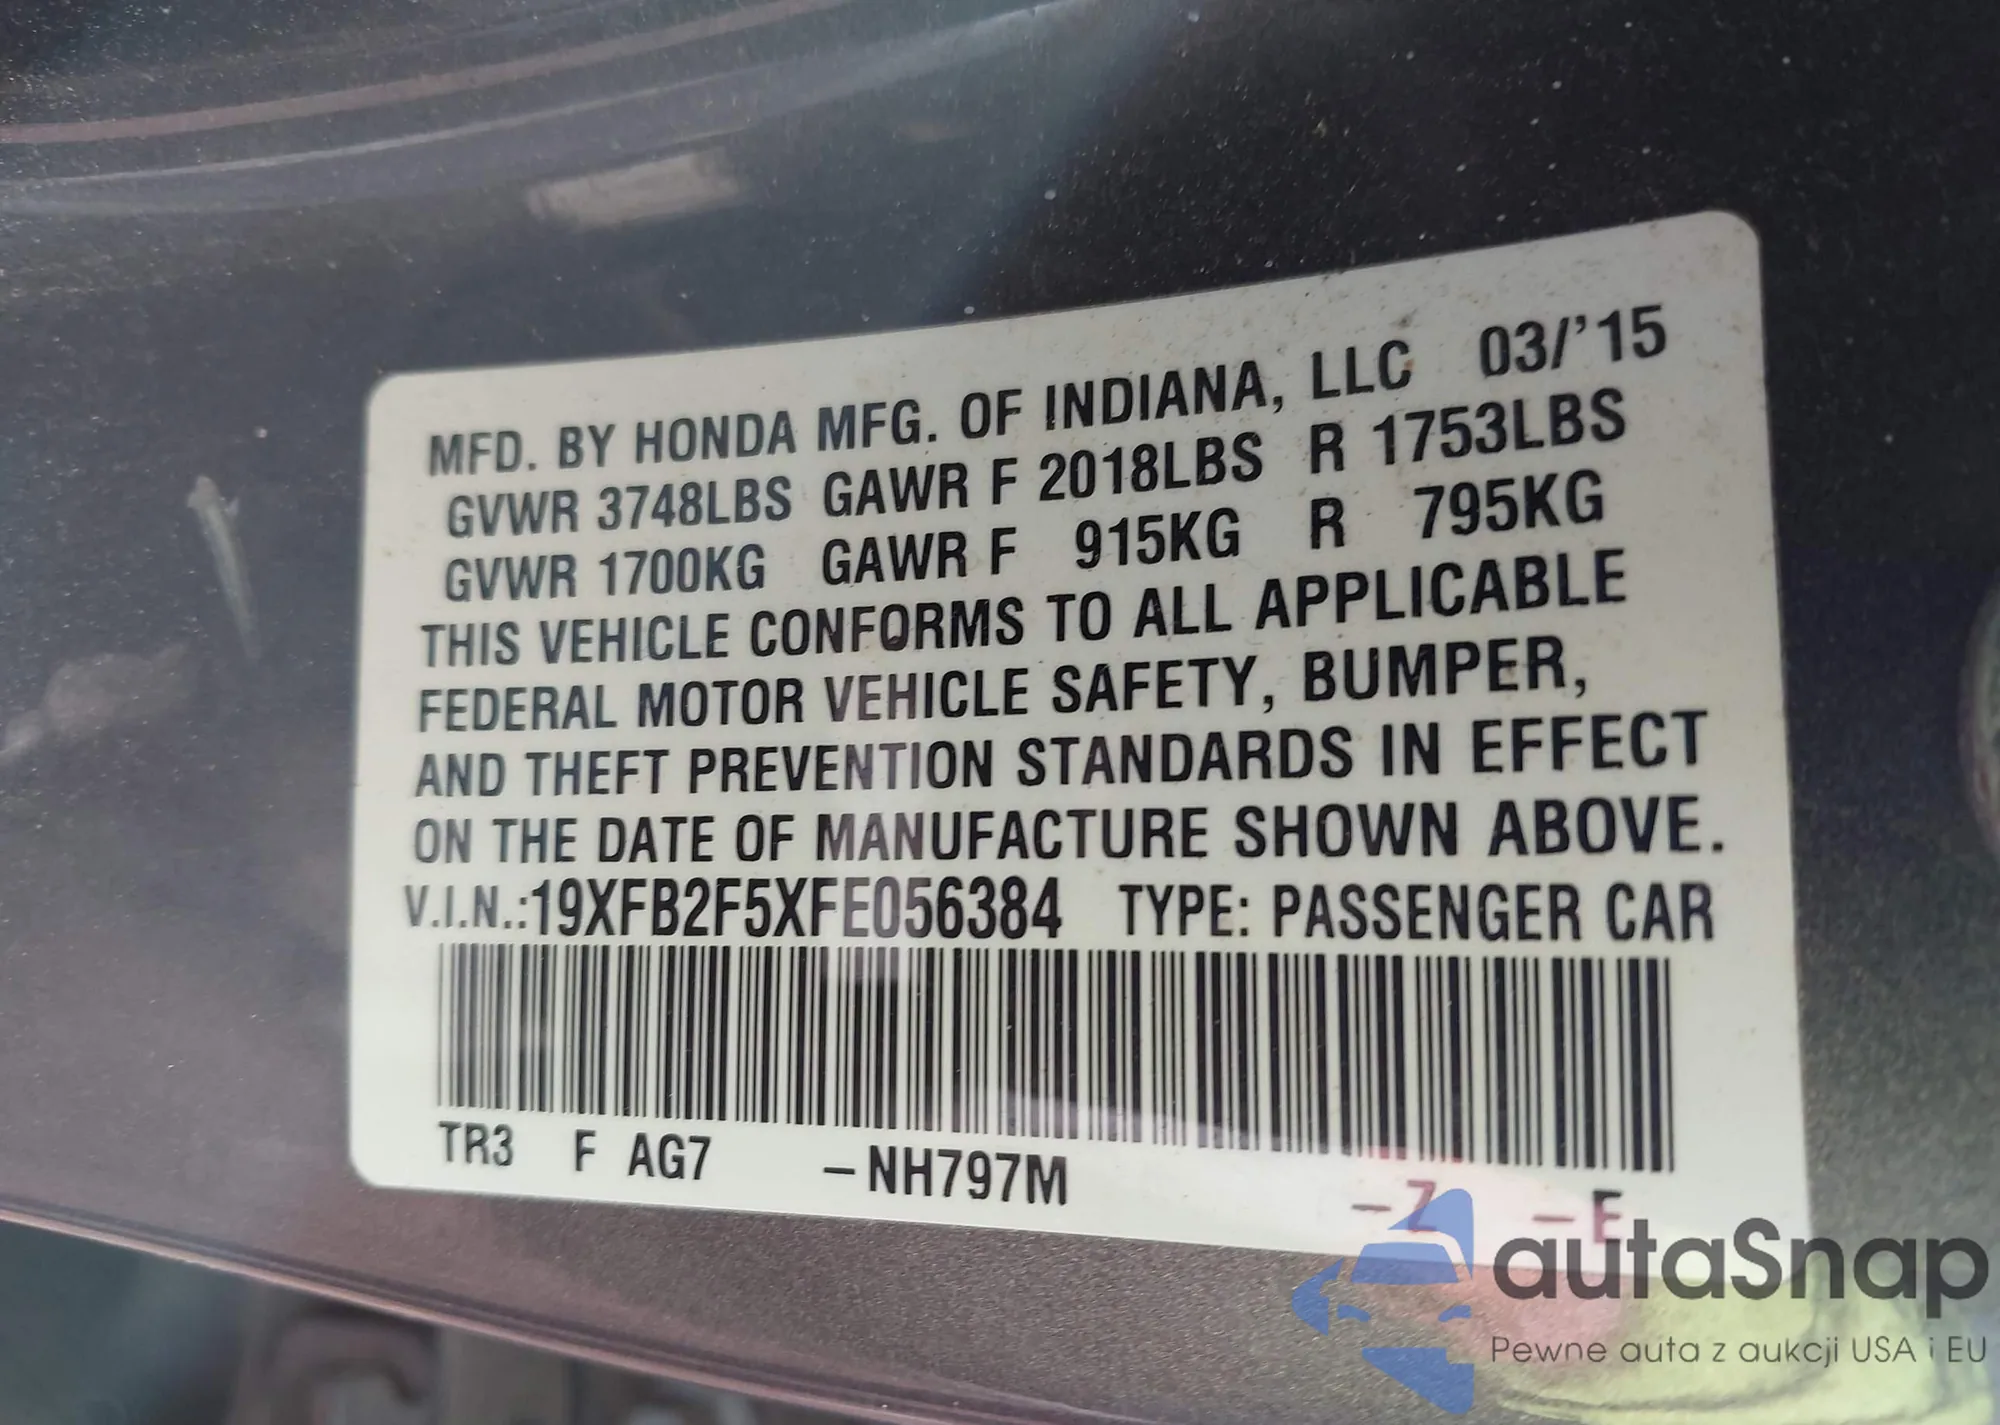 MFD. BY HONDA MFG. OF INDIANA, LLC 03/'15
GVWR 3748LBS GAWR F 2018LBS R 1753LBS
GVWR 1700KG GAWR F 915KG R 795KG
THIS VEHICLE CONFORMS TO ALL APPLICABLE
FEDERAL MOTOR VEHICLE SAFETY, BUMPER,
AND THEFT PREVENTION STANDARDS IN EFFECT
ON THE DATE OF MANUFACTURE SHOWN ABOVE.
V.I.N.:19XFB2F5XFE056384 TYPE: PASSENGER CAR
TR3 F AG7 –NH797M –Z –E
autaSnap
Pewne auta z aukcji USA i EU